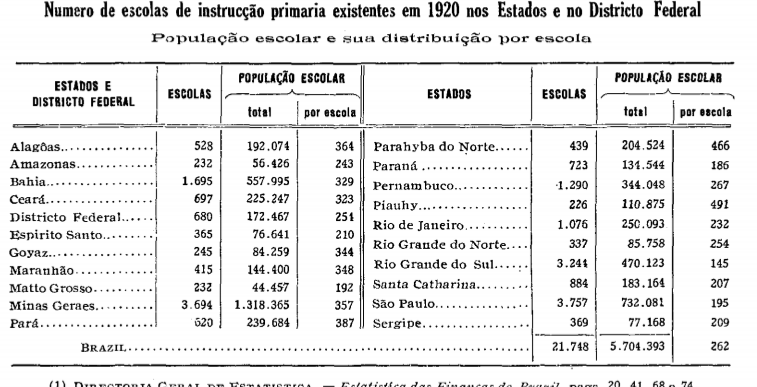 Numero de escolas de instrucção primaria existentes em 1920 nos Estados e no Districto Federal
População escolar e sua distribuição por escola
ESTADOS E DISTRICTO FEDERAL ESCOLAS POPULAÇÃO ESCOLAR ESTADOS ESCOLAS POPULAÇÃO ESCOLAR
total por escola total por escola
Alagôas............... 528 192.074 364 Parahyba do Norte...... 439 204.524 466
Amazonas............. 232 56.426 243 Paraná ................ 723 134.544 186
Bahia................. 1.695 557.995 329 Pernambuco............ 1.290 344.048 267
Ceará................. 697 225.247 323 Piauhy................ 226 110.875 491
Districto Federal..... 680 172.467 254 Rio de Janeiro......... 1.076 250.093 232
Espirito Santo........ 365 76.641 210 Rio Grande do Norte.... 337 85.758 254
Goyaz................. 245 84.259 344 Rio Grande do Sul...... 3.244 470.123 145
Maranhão............. 415 144.400 348 Santa Catharina........ 884 183.164 207
Matto Grosso.......... 232 44.457 192 São Paulo.............. 3.757 732.081 195
Minas Geraes.......... 3.694 1.318.365 357 Sergipe................ 369 77.168 209
Pará.................. 620 239.684 387
BRAZIL................ 21.748 5.704.393 262
(1) DIRECTORIA GERAL DE ESTATISTICA. — Estatistica das Finanças do Brazil, pags. 20, 41, 68 e 74